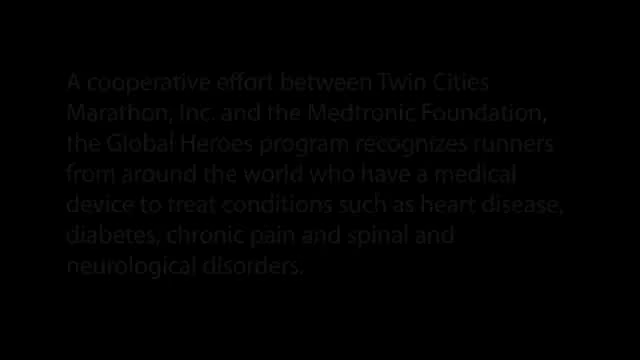 A cooperative effort between Twin Cities
Marathon, Inc. and the Medtronic Foundation,
the Global Heroes program recognizes runners
from around the world who have a medical
device to treat conditions such as heart disease,
diabetes, chronic pain and spinal and
neurological disorders.